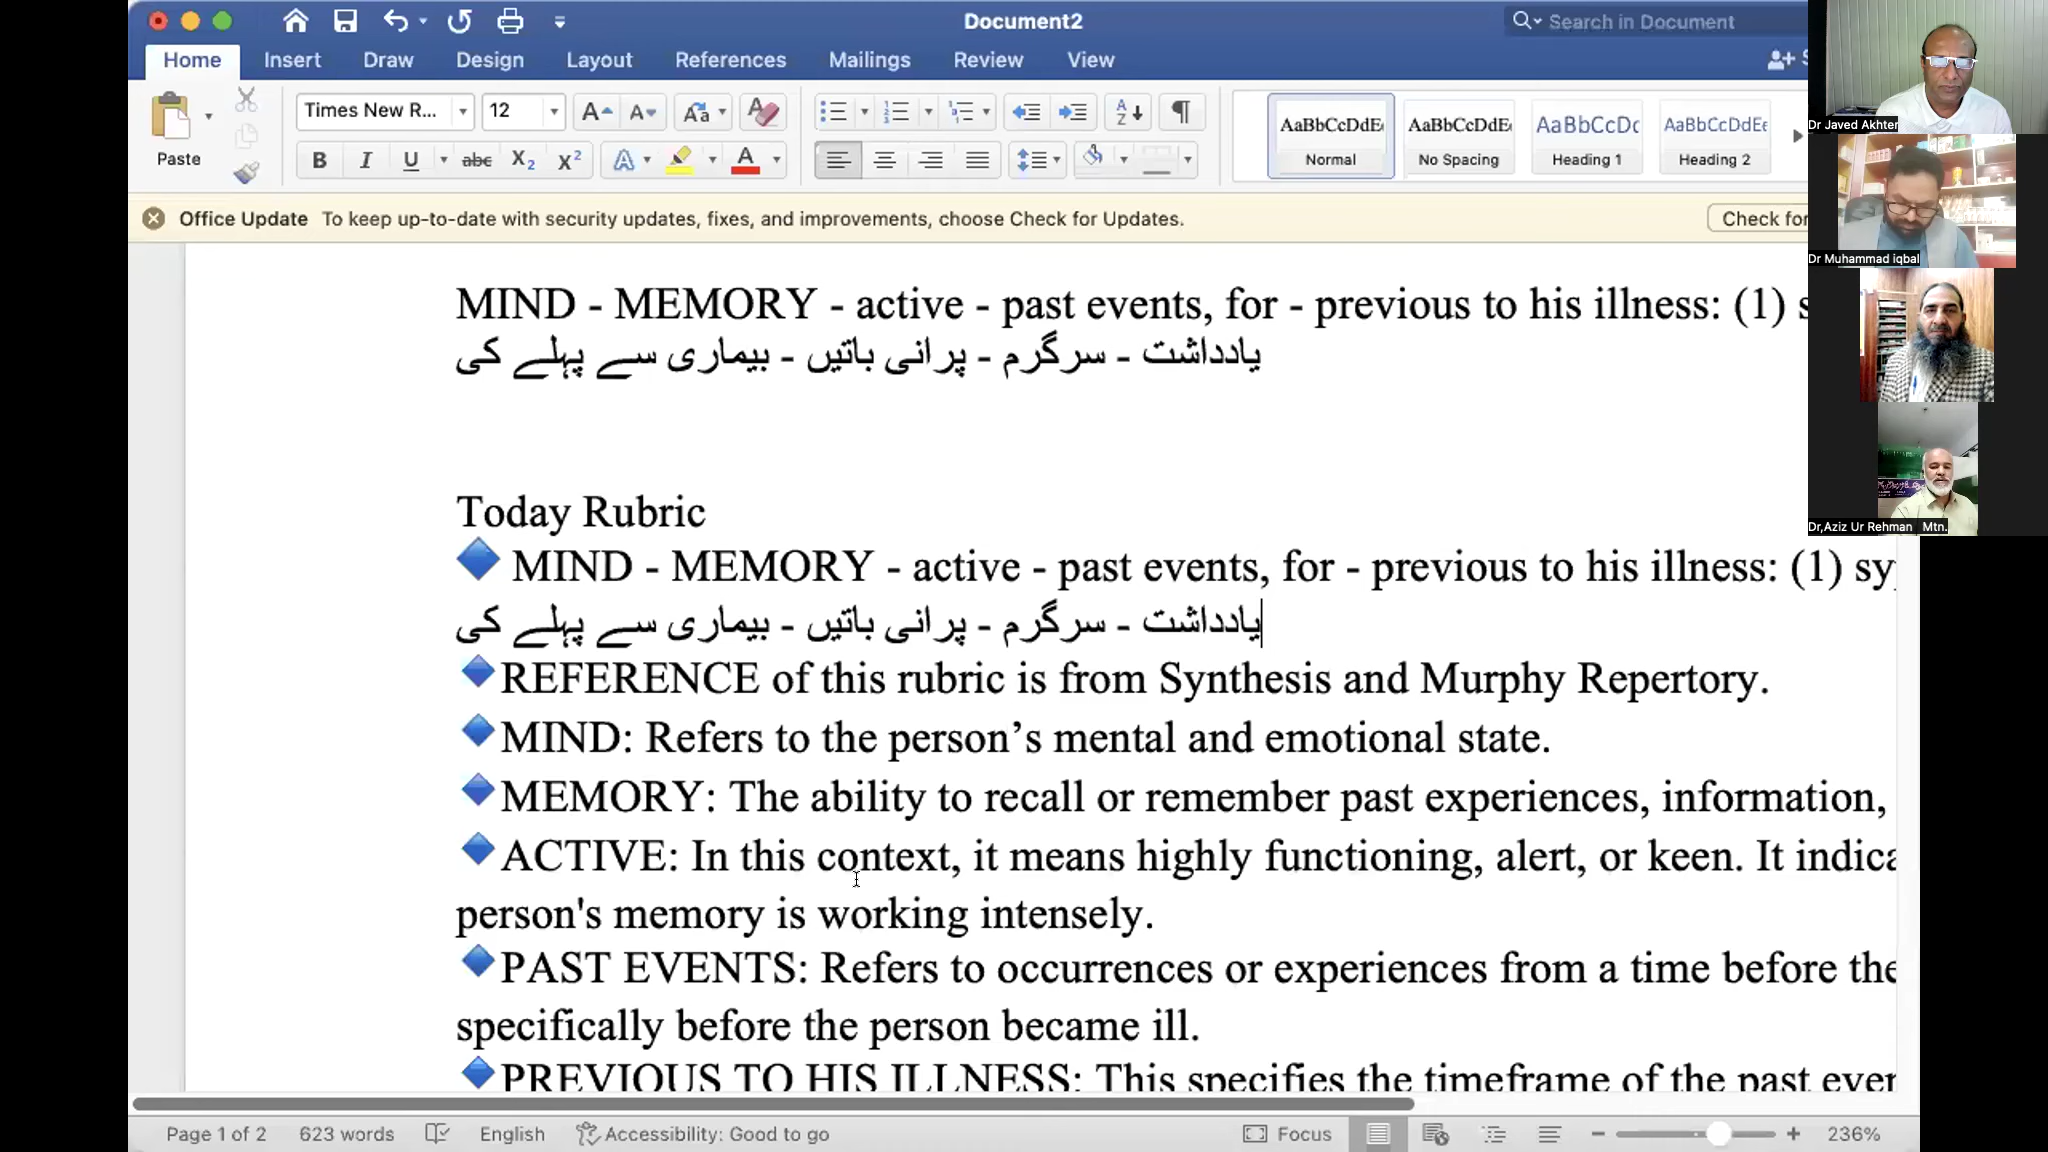 Document2
Search in Document
Home Insert Draw Design Layout References Mailings Review View
Paste
Times New R... 12
AaBbCcDdEe AaBbCcDdEe AaBbCcDc AaBbCcDdEe
Normal No Spacing Heading 1 Heading 2
Office Update To keep up-to-date with security updates, fixes, and improvements, choose Check for Updates. Check for
MIND - MEMORY - active - past events, for - previous to his illness: (1) s
یادداشت - سرگرم - پرانی باتیں - بیماری سے پہلے کی
Today Rubric
MIND - MEMORY - active - past events, for - previous to his illness: (1) sy
یادداشت - سرگرم - پرانی باتیں - بیماری سے پہلے کی
REFERENCE of this rubric is from Synthesis and Murphy Repertory.
MIND: Refers to the person’s mental and emotional state.
MEMORY: The ability to recall or remember past experiences, information,
ACTIVE: In this context, it means highly functioning, alert, or keen. It indica
person's memory is working intensely.
PAST EVENTS: Refers to occurrences or experiences from a time before the
specifically before the person became ill.
PREVIOUS TO HIS ILLNESS: This specifies the timeframe of the past even
Page 1 of 2 623 words English Accessibility: Good to go Focus 236%
Dr Javed Akhter
Dr Muhammad iqbal
Dr,Aziz Ur Rehman Mtn.